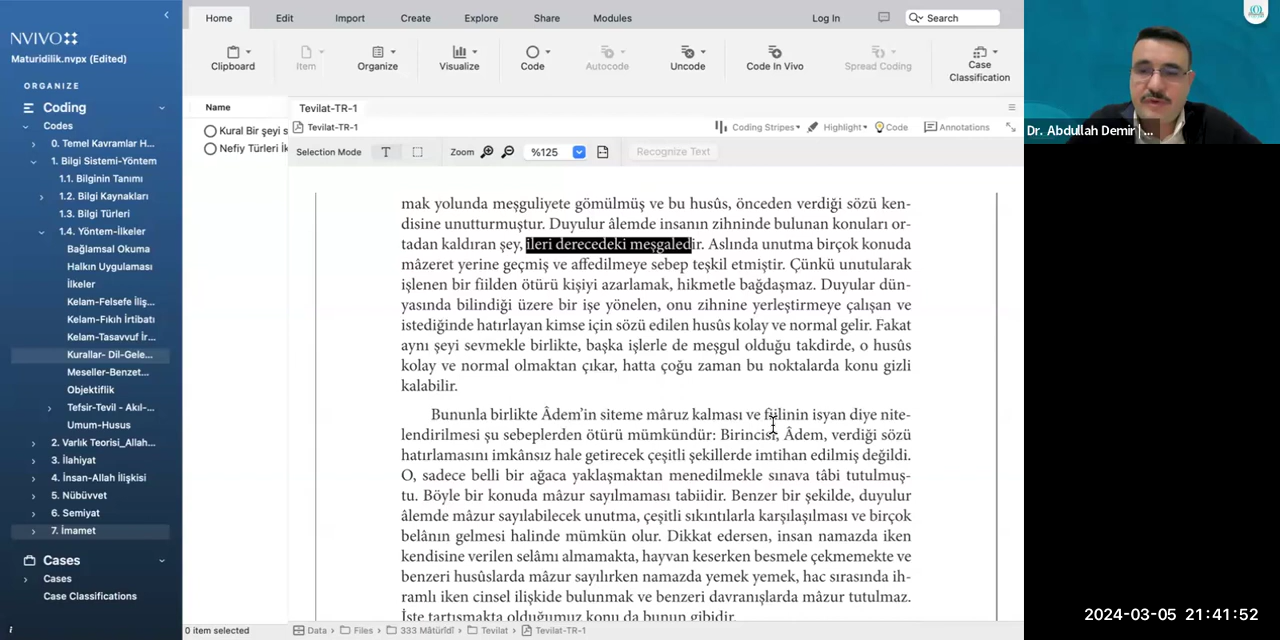 NVIVO
Maturidilik.nvpx (Edited)
ORGANIZE
Coding
Codes
0. Temel Kavramlar H...
1. Bilgi Sistemi-Yöntem
1.1. Bilginin Tanımı
1.2. Bilgi Kaynakları
1.3. Bilgi Türleri
1.4. Yöntem-İlkeler
Bağlamsal Okuma
Halkın Uygulaması
İlkeler
Kelam-Felsefe İliş...
Kelam-Fıkıh İrtibatı
Kelam-Tasavvuf İr...
Kurallar- Dil-Gele...
Meseller-Benzet...
Objektiflik
Tefsir-Tevil - Akıl-...
Umum-Husus
2. Varlık Teorisi_Allah...
3. İlahiyat
4. İnsan-Allah İlişkisi
5. Nübüvvet
6. Semiyat
7. İmamet
Cases
Cases
Case Classifications
Home Edit Import Create Explore Share Modules Log In Search
Clipboard Item Organize Visualize Code Autocode Uncode Code In Vivo Spread Coding Case Classification
Name
Kural Bir şeyi s
Nefiy Türleri İk
Tevilat-TR-1
Tevilat-TR-1 Coding Stripes Highlight Code Annotations
Selection Mode T Zoom %125 Recognize Text
mak yolunda meşguliyete gömülmüş ve bu husûs, önceden verdiği sözü ken-
disine unutturmuştur. Duyulur âlemde insanın zihninde bulunan konuları or-
tadan kaldıran şey, ileri derecedeki meşgaledir. Aslında unutma birçok konuda
mâzeret yerine geçmiş ve affedilmeye sebep teşkil etmiştir. Çünkü unutularak
işlenen bir fiilden ötürü kişiyi azarlamak, hikmetle bağdaşmaz. Duyular dün-
yasında bilindiği üzere bir işe yönelen, onu zihnine yerleştirmeye çalışan ve
istediğinde hatırlayan kimse için sözü edilen husûs kolay ve normal gelir. Fakat
aynı şeyi sevmekle birlikte, başka işlerle de meşgul olduğu takdirde, o husûs
kolay ve normal olmaktan çıkar, hatta çoğu zaman bu noktalarda konu gizli
kalabilir.
Bununla birlikte Âdem'in siteme mâruz kalması ve fiilinin isyan diye nite-
lendirilmesi şu sebeplerden ötürü mümkündür: Birincisi, Âdem, verdiği sözü
hatırlamasını imkânsız hale getirecek çeşitli şekillerde imtihan edilmiş değildi.
O, sadece belli bir ağaca yaklaşmaktan menedilmekle sınava tâbi tutulmuş-
tu. Böyle bir konuda mâzur sayılmaması tabiidir. Benzer bir şekilde, duyulur
âlemde mâzur sayılabilecek unutma, çeşitli sıkıntılarla karşılaşılması ve birçok
belânın gelmesi halinde mümkün olur. Dikkat edersen, insan namazda iken
kendisine verilen selâmı almamakta, hayvan keserken besmele çekmemekte ve
benzeri husûslarda mâzur sayılırken namazda yemek yemek, hac sırasında ih-
ramlı iken cinsel ilişkide bulunmak ve benzeri davranışlarda mâzur tutulmaz.
İşte tartışmakta olduğumuz konu da bunun gibidir.
0 item selected
Data Files 333 Mâtürîdî Tevilat Tevilat-TR-1
Dr. Abdullah Demir | ...
2024-03-05 21:41:52